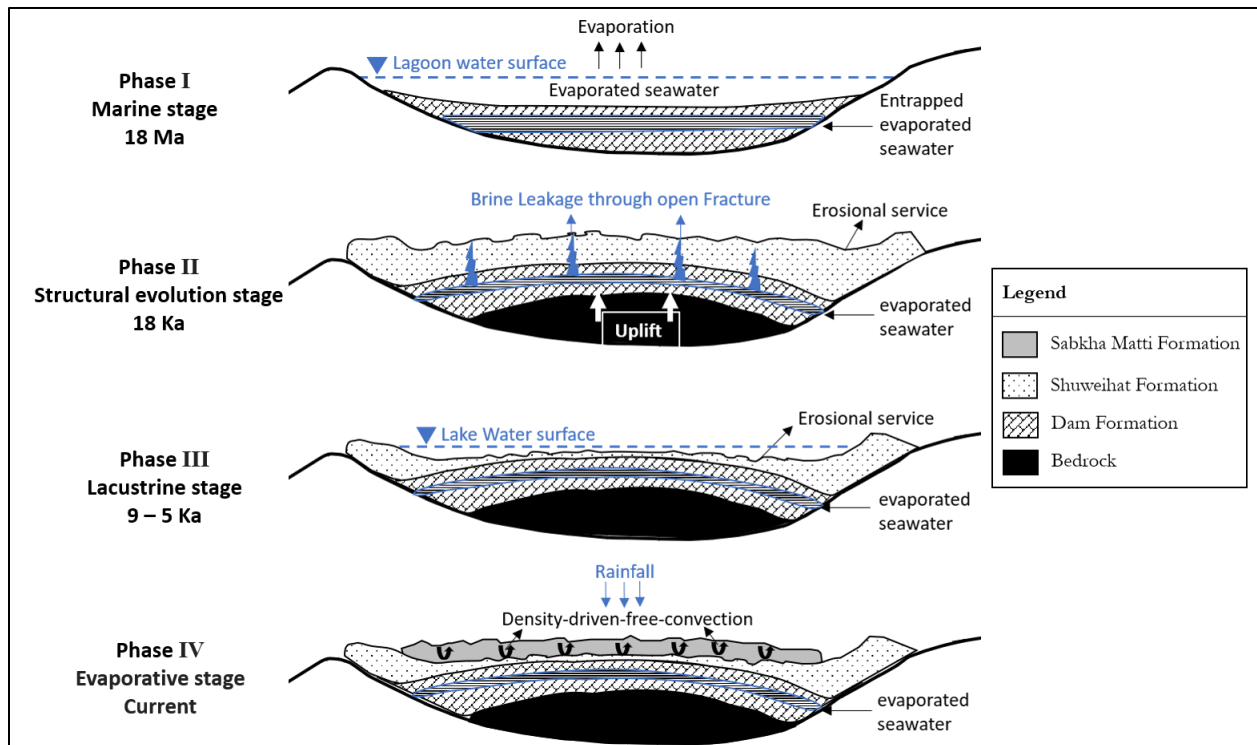 Evaporation
Phase I
Marine stage
18 Ma
Lagoon water surface
Evaporated seawater
Entrapped
evaporated
seawater
Brine Leakage through open Fracture
Erosional service
Phase II
Structural evolution stage
18 Ka
Uplift
evaporated
seawater
Phase III
Lacustrine stage
9 – 5 Ka
Lake Water surface
Erosional service
evaporated
seawater
Rainfall
Density-driven-free-convection
Phase IV
Evaporative stage
Current
evaporated
seawater
Legend
Sabkha Matti Formation
Shuweihat Formation
Dam Formation
Bedrock